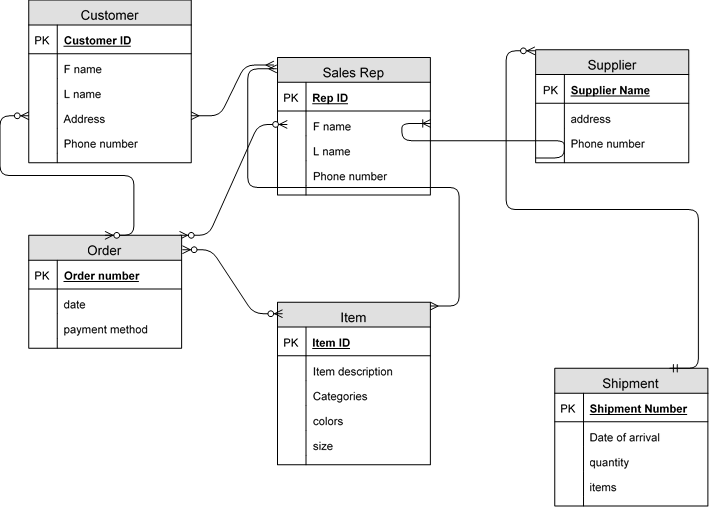 Customer
PK Customer ID
F name
L name
Address
Phone number
Sales Rep
PK Rep ID
F name
L name
Phone number
Supplier
PK Supplier Name
address
Phone number
Order
PK Order number
date
payment method
Item
PK Item ID
Item description
Categories
colors
size
Shipment
PK Shipment Number
Date of arrival
quantity
items